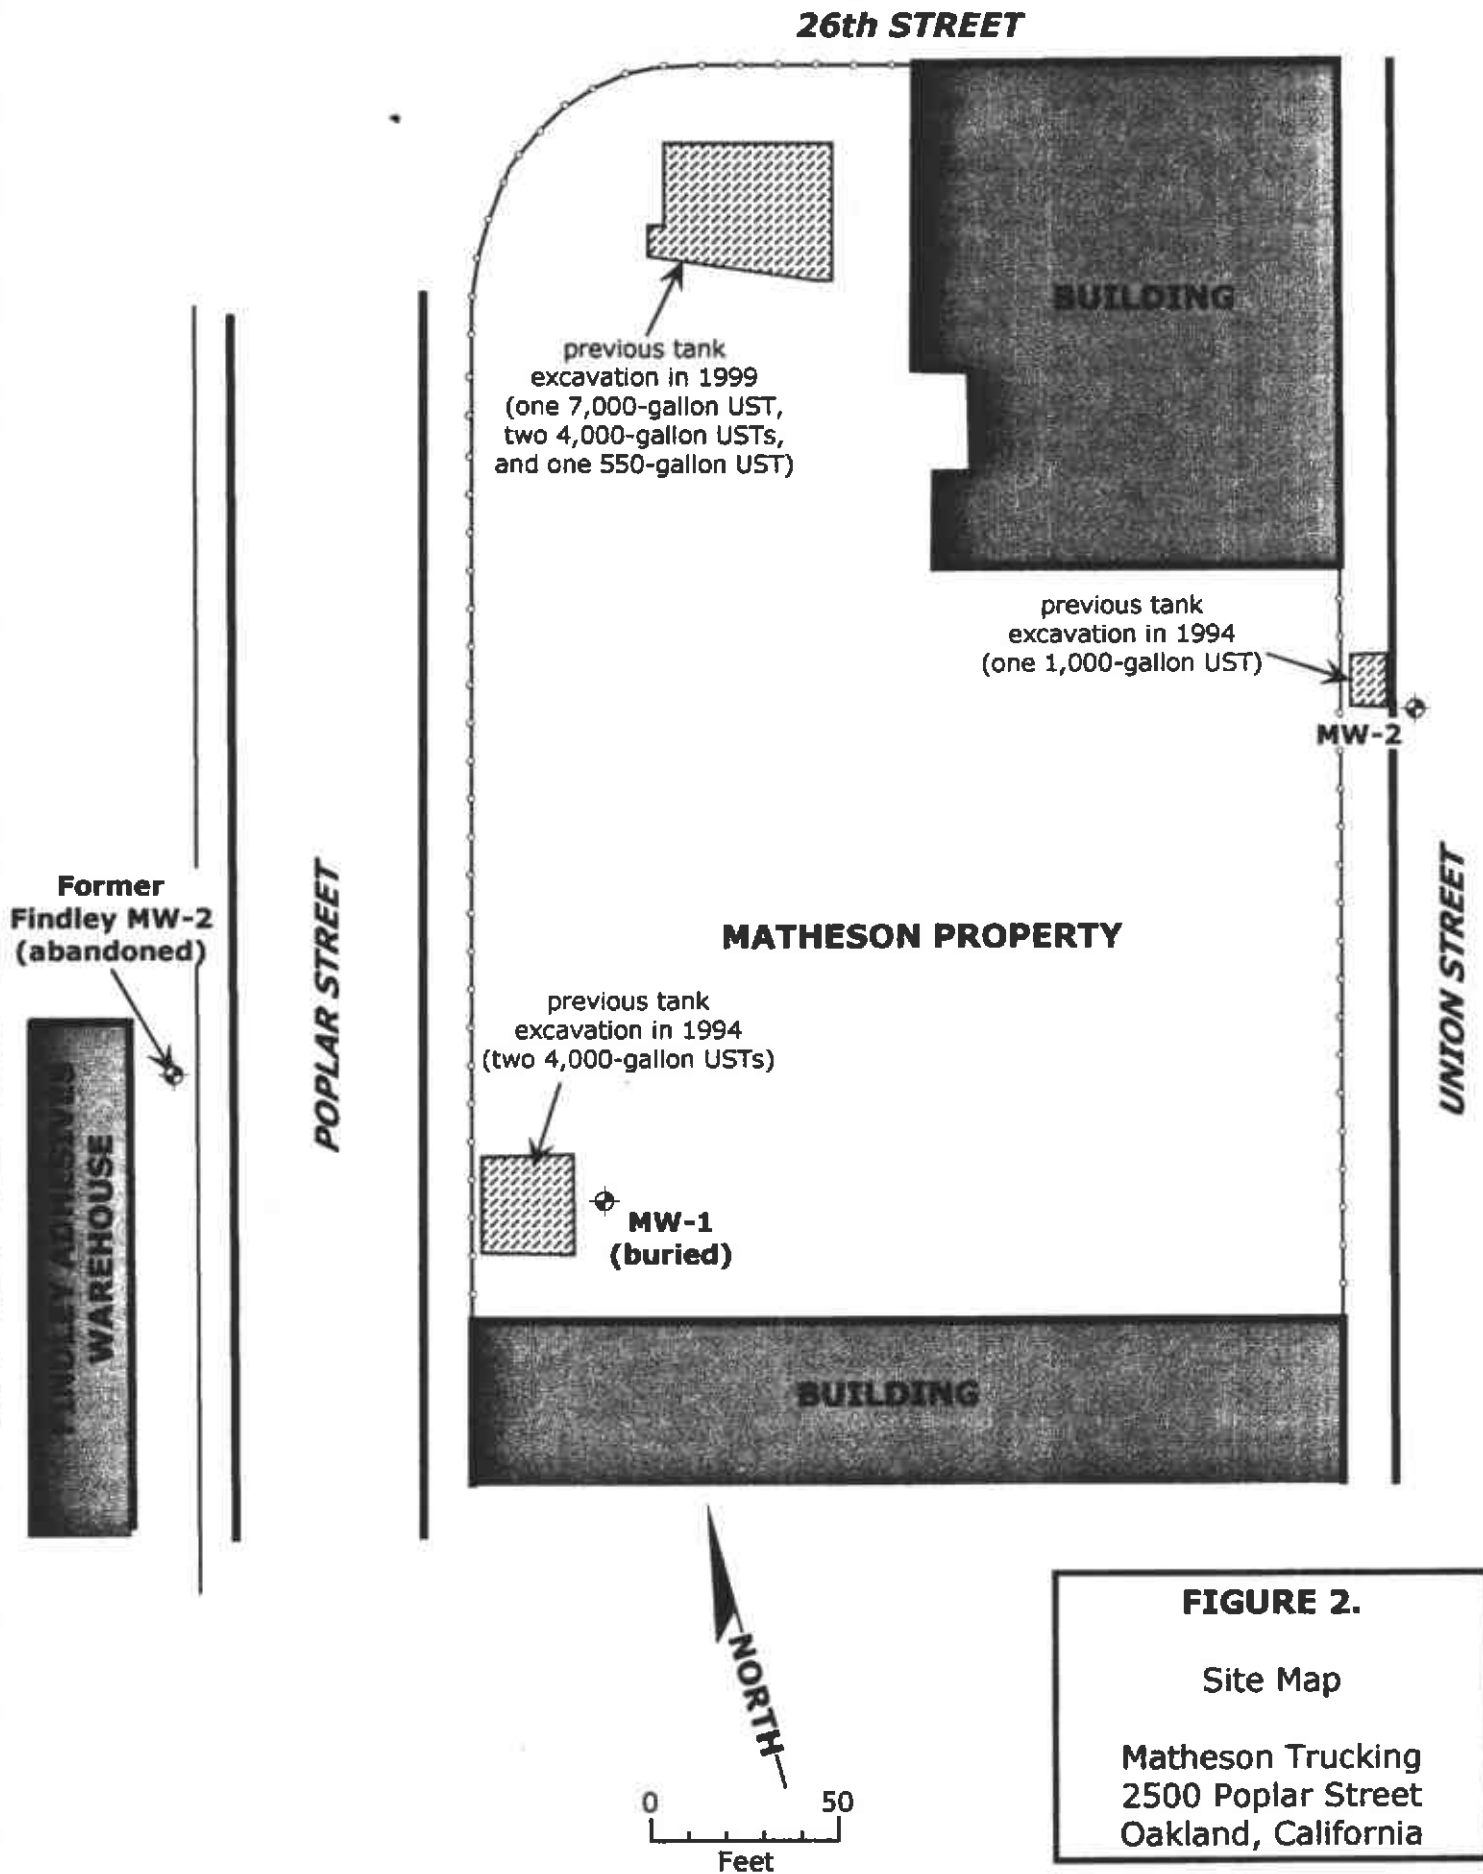 26th STREET
BUILDING
previous tank
excavation in 1999
(one 7,000-gallon UST,
two 4,000-gallon USTs,
and one 550-gallon UST)
previous tank
excavation in 1994
(one 1,000-gallon UST)
MW-2
Former
Findley MW-2
(abandoned)
POPLAR STREET
MATHESON PROPERTY
UNION STREET
previous tank
excavation in 1994
(two 4,000-gallon USTs)
FINDLEY ADHESIVES
WAREHOUSE
MW-1
(buried)
BUILDING
NORTH
0 50
Feet
FIGURE 2.
Site Map
Matheson Trucking
2500 Poplar Street
Oakland, California